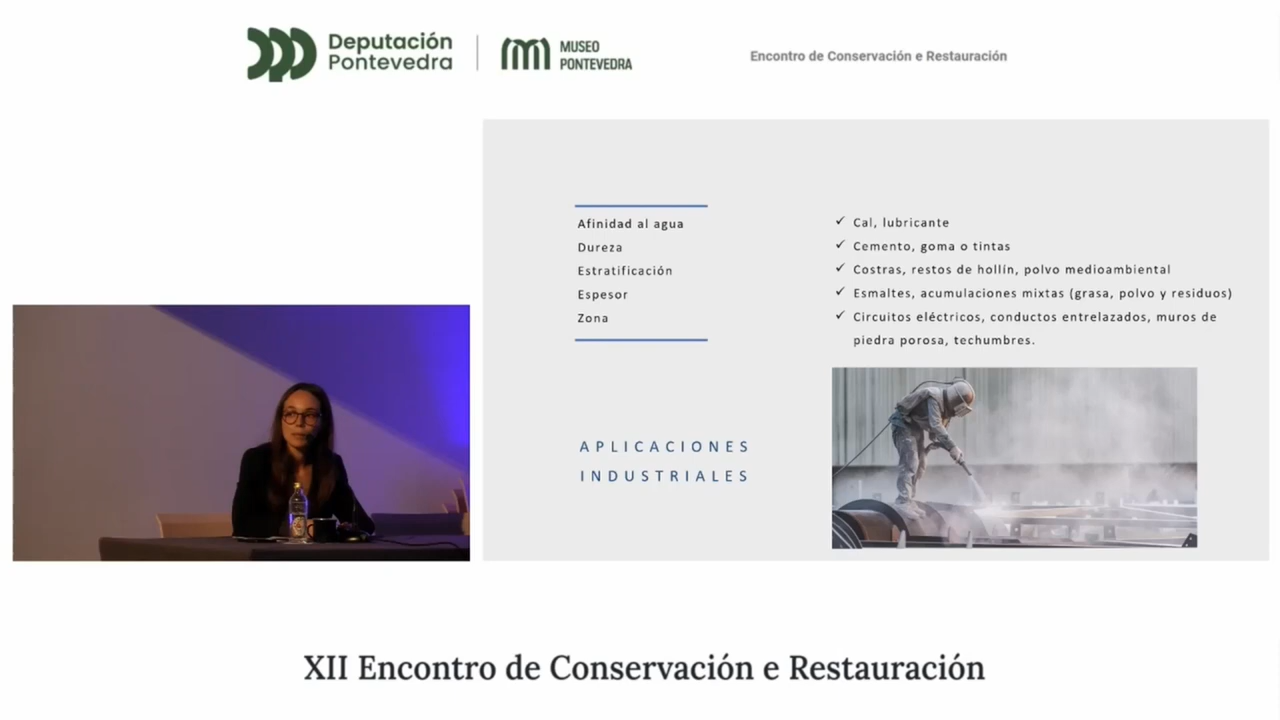 Deputación
Pontevedra
MUSEO
PONTEVEDRA
Encontro de Conservación e Restauración
Afinidad al agua
Dureza
Estratificación
Espesor
Zona
✓ Cal, lubricante
✓ Cemento, goma o tintas
✓ Costras, restos de hollín, polvo medioambiental
✓ Esmaltes, acumulaciones mixtas (grasa, polvo y residuos)
✓ Circuitos eléctricos, conductos entrelazados, muros de
piedra porosa, techumbres.
APLICACIONES
INDUSTRIALES
XII Encontro de Conservación e Restauración